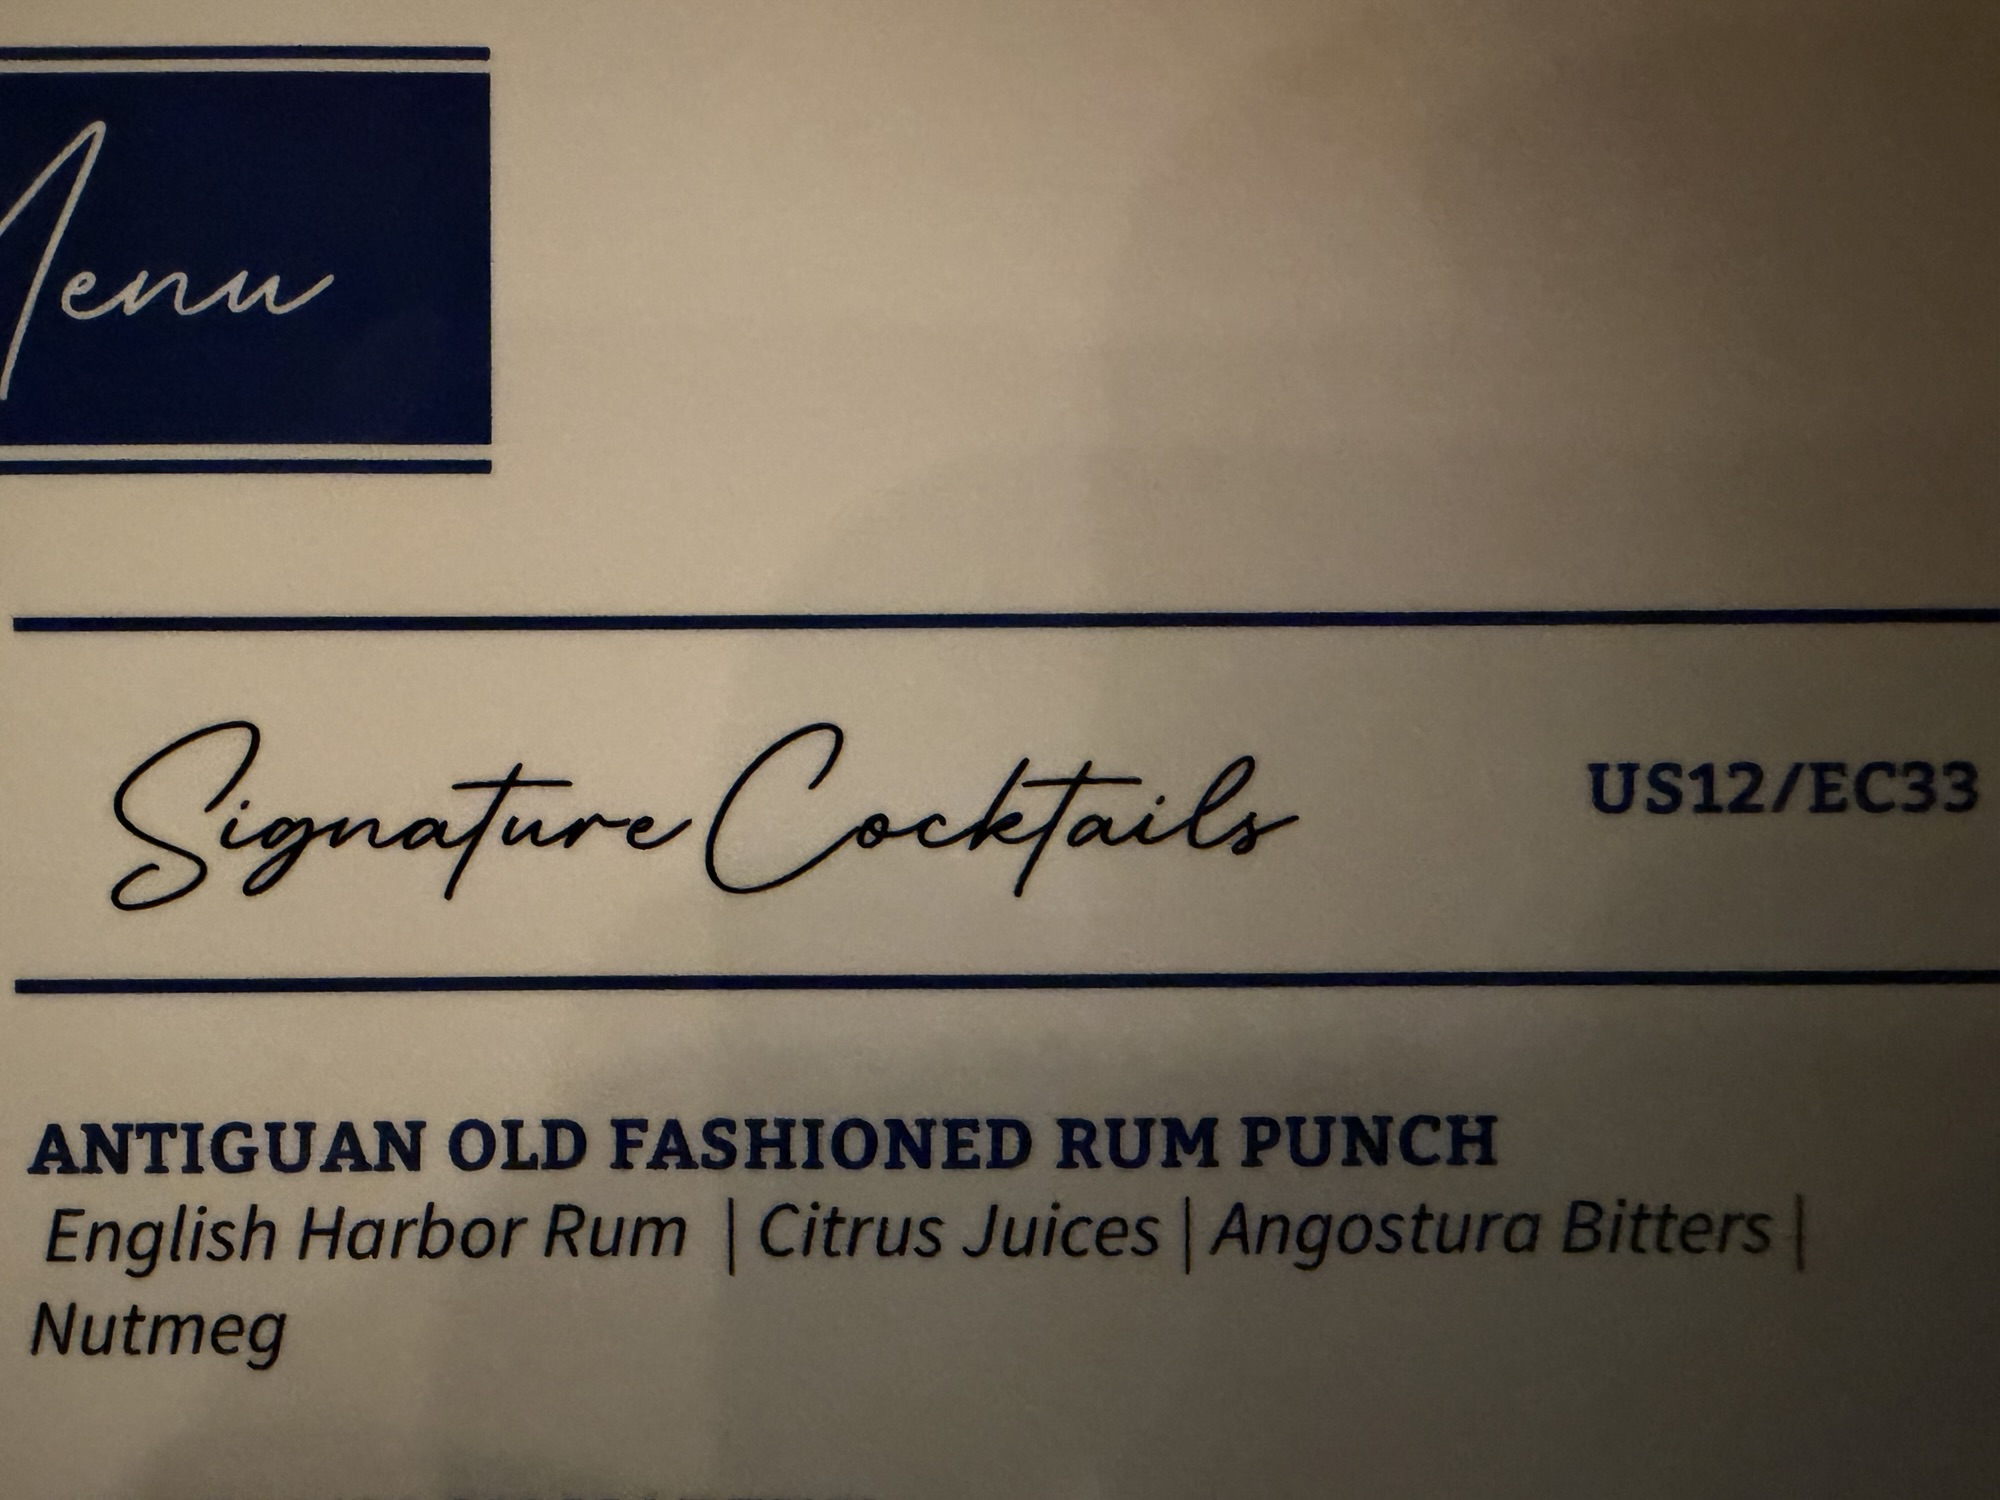 Menu
Signature Cocktails US12/EC33
ANTIGUAN OLD FASHIONED RUM PUNCH
English Harbor Rum | Citrus Juices | Angostura Bitters |
Nutmeg